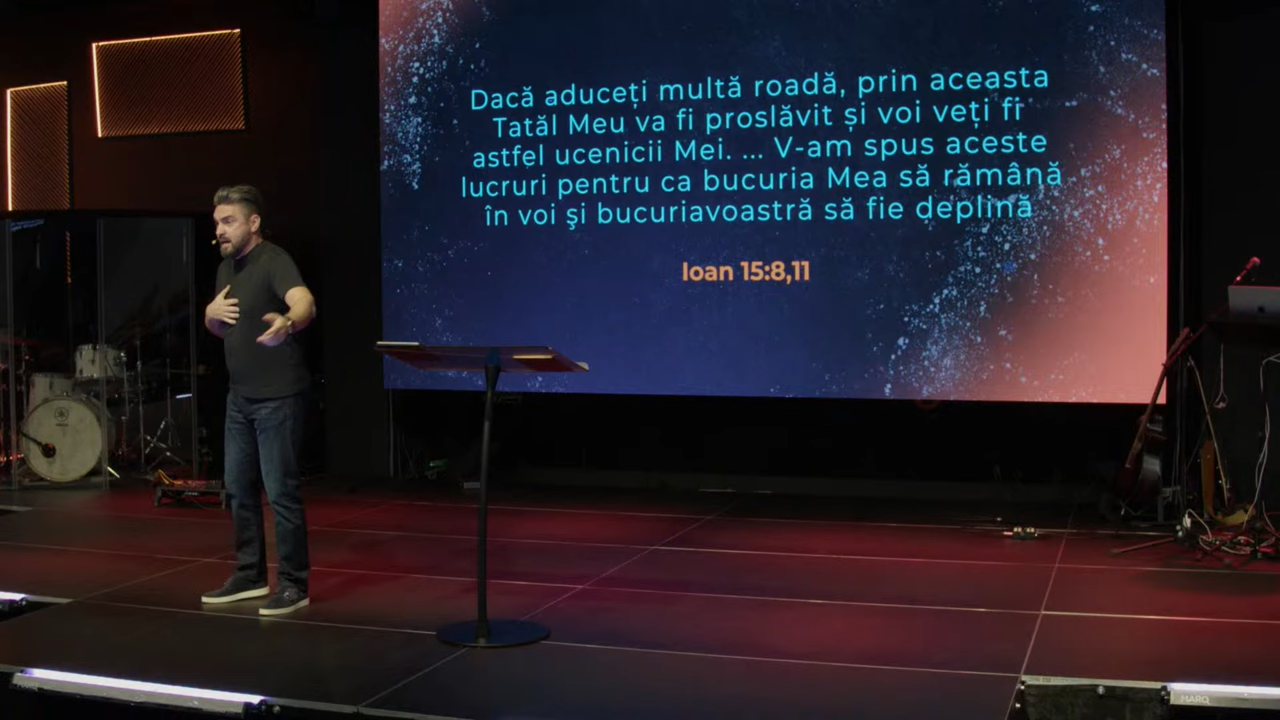 Dacă aduceți multă roadă, prin aceasta
Tatăl Meu va fi proslăvit și voi veți fi
astfel ucenicii Mei. ... V-am spus aceste
lucruri pentru ca bucuria Mea să rămână
în voi şi bucuriavoastră să fie deplină
Ioan 15:8,11
MARQ